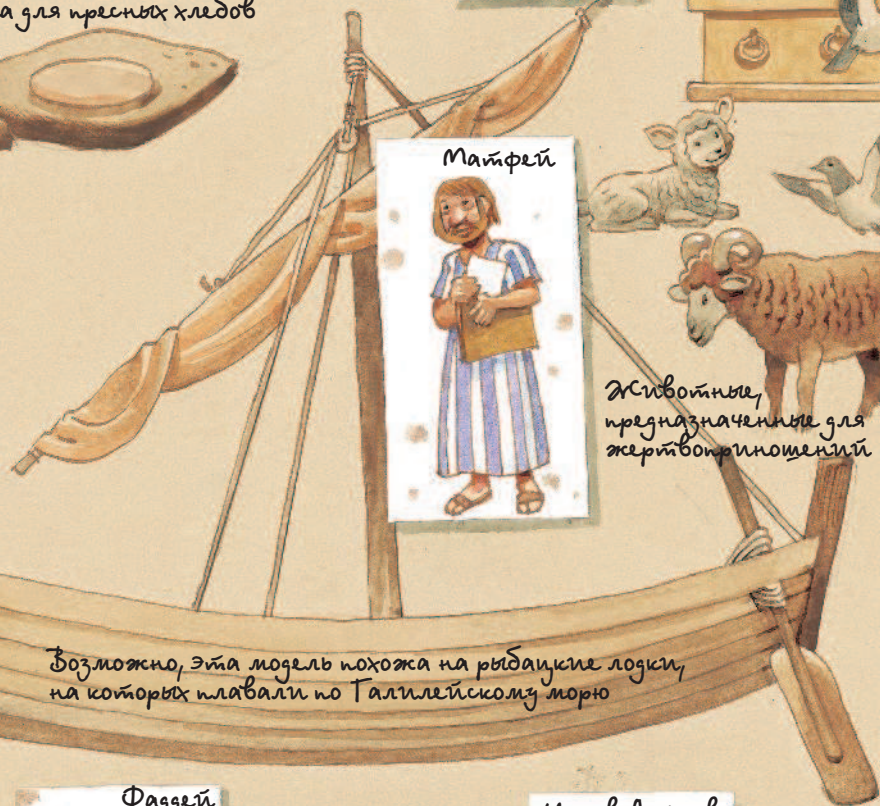 а для пресных хлебов
Матфей
Животные,
предназначенные для
жертвоприношений
Возможно, эта модель похожа на рыбацкие лодки,
на которых плавали по Галилейскому морю
Фаддей